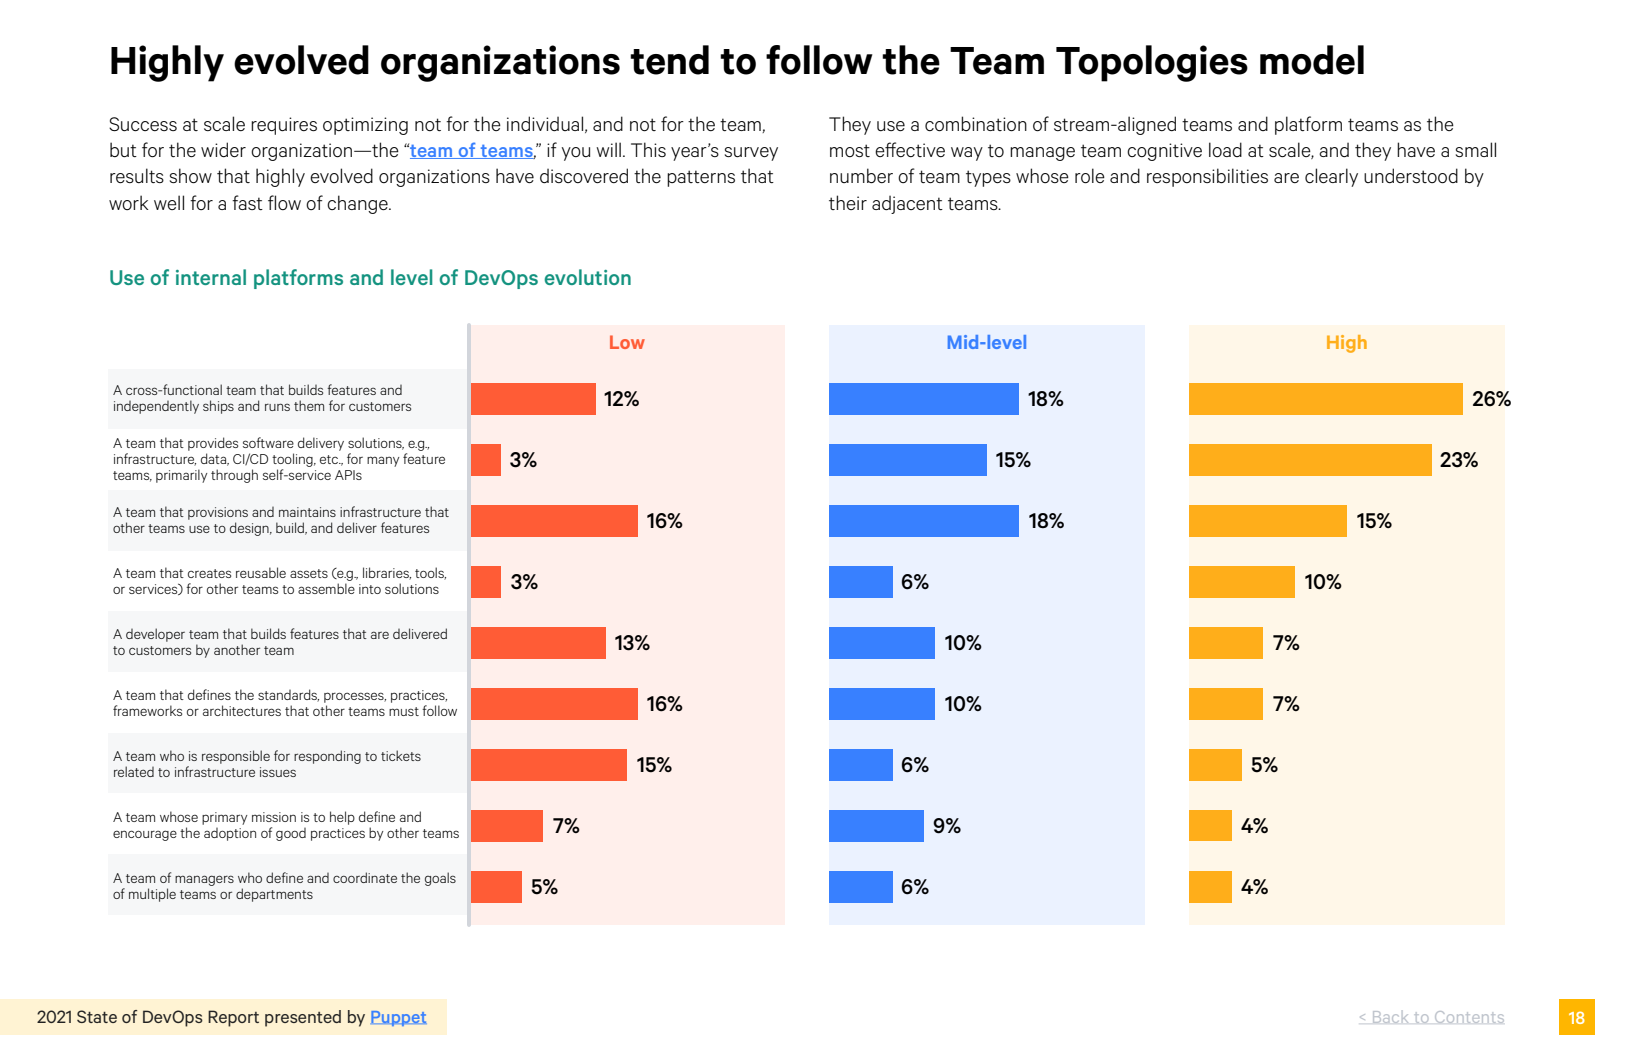 Highly evolved organizations tend to follow the Team Topologies model
Success at scale requires optimizing not for the individual, and not for the team,
but for the wider organization—the “team of teams,” if you will. This year’s survey
results show that highly evolved organizations have discovered the patterns that
work well for a fast flow of change.
They use a combination of stream-aligned teams and platform teams as the
most effective way to manage team cognitive load at scale, and they have a small
number of team types whose role and responsibilities are clearly understood by
their adjacent teams.
Use of internal platforms and level of DevOps evolution
Low
Mid-level
High
A cross-functional team that builds features and
independently ships and runs them for customers
12%
18%
26%
A team that provides software delivery solutions, e.g.,
infrastructure, data, CI/CD tooling, etc., for many feature
teams, primarily through self-service APIs
3%
15%
23%
A team that provisions and maintains infrastructure that
other teams use to design, build, and deliver features
16%
18%
15%
A team that creates reusable assets (e.g., libraries, tools,
or services) for other teams to assemble into solutions
3%
6%
10%
A developer team that builds features that are delivered
to customers by another team
13%
10%
7%
A team that defines the standards, processes, practices,
frameworks or architectures that other teams must follow
16%
10%
7%
A team who is responsible for responding to tickets
related to infrastructure issues
15%
6%
5%
A team whose primary mission is to help define and
encourage the adoption of good practices by other teams
7%
9%
4%
A team of managers who define and coordinate the goals
of multiple teams or departments
5%
6%
4%
2021 State of DevOps Report presented by Puppet
< Back to Contents
18